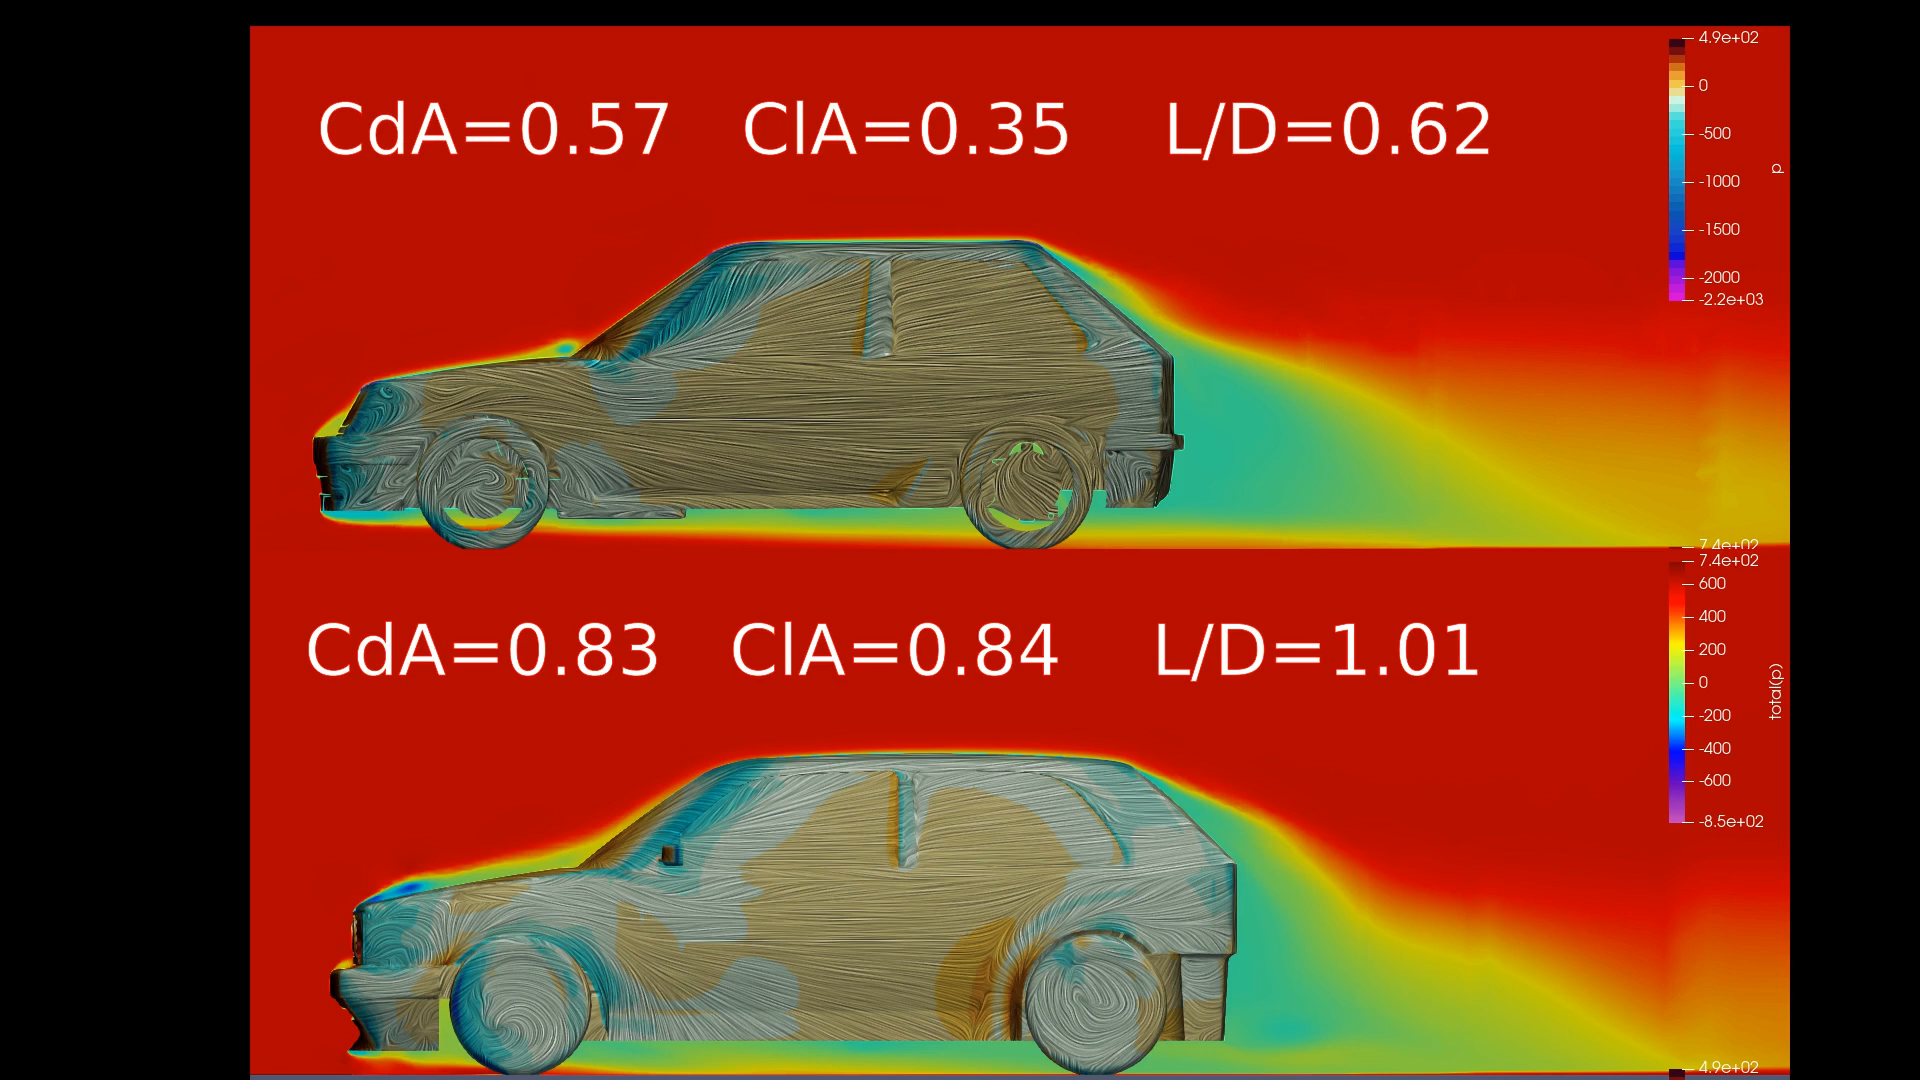 4.9e+02
CdA=0.57 ClA=0.35 L/D=0.62
0
-500
p
-1000
-1500
-2000
-2.2e+03
7.4e+02
7.4e+02
600
400
CdA=0.83 ClA=0.84 L/D=1.01
200
0
total(p)
-200
-400
-600
-8.5e+02
4.9e+02